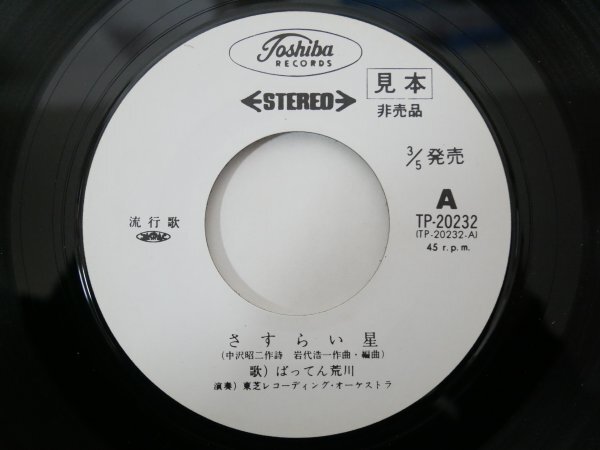 Toshiba
RECORDS
STEREO
見本
非売品
3/5 発売
A
TP-20232
(TP-20232-A)
45 r.p.m.
流行歌
さすらい星
(中沢昭二作詩 岩代浩一作曲・編曲)
歌)ばってん荒川
演奏)東芝レコーディング・オーケストラ